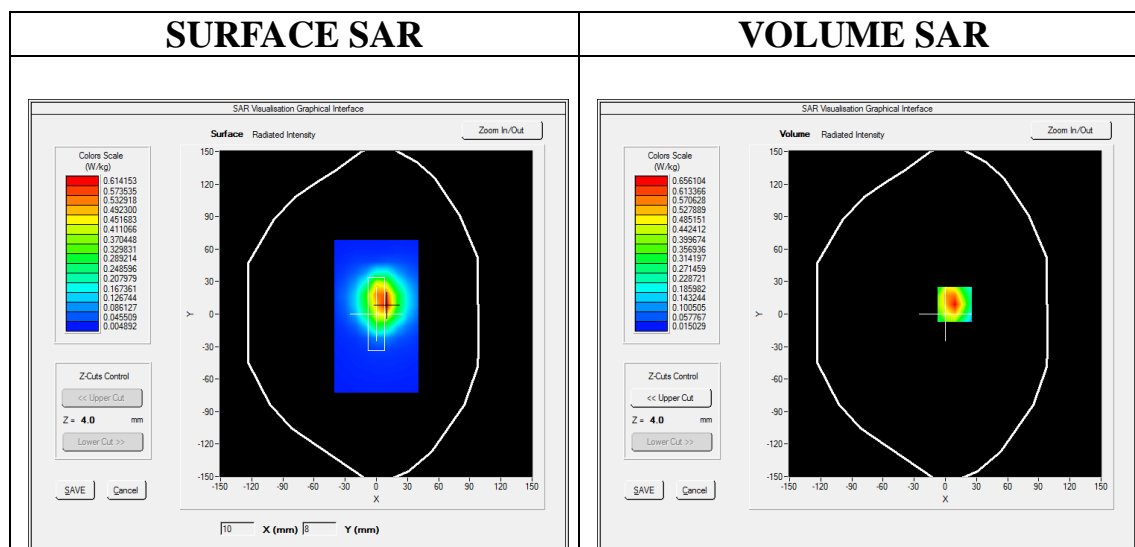 SURFACE SAR
SAR Visualisation Graphical Interface
Surface Radiated Intensity
Zoom In/Out
Colors Scale
(W/kg)
0.614153
0.573535
0.532918
0.492300
0.451683
0.411066
0.370448
0.329831
0.289214
0.248596
0.207979
0.167361
0.126744
0.086127
0.045509
0.004892
Z-Cuts Control
<< Upper Cut
Z = 4.0 mm
Lower Cut >>
SAVE Cancel
150
120
90
60
30
0
-30
-60
-90
-120
-150
Y
-150 -120 -90 -60 -30 0 30 60 90 120 150
X
10 X (mm) 8 Y (mm)
VOLUME SAR
SAR Visualisation Graphical Interface
Volume Radiated Intensity
Zoom In/Out
Colors Scale
(W/kg)
0.656104
0.613366
0.570628
0.527889
0.485151
0.442412
0.399674
0.356936
0.314197
0.271459
0.228721
0.185982
0.143244
0.100505
0.057767
0.015029
Z-Cuts Control
<< Upper Cut
Z = 4.0 mm
Lower Cut >>
SAVE Cancel
150
120
90
60
30
0
-30
-60
-90
-120
-150
Y
-150 -120 -90 -60 -30 0 30 60 90 120 150
X